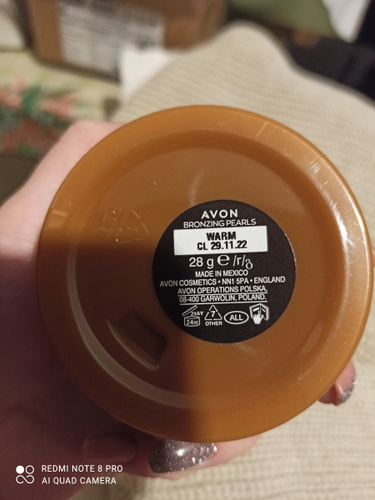 AVON
BRONZING PEARLS
WARM
CL 29.11.22
28 g ℮ /г/
MADE IN MEXICO
AVON COSMETICS • NN1 5PA • ENGLAND
AVON OPERATIONS POLSKA,
08-400 GARWOLIN, POLAND.
24M
7
OTHER
ALL
REDMI NOTE 8 PRO
AI QUAD CAMERA